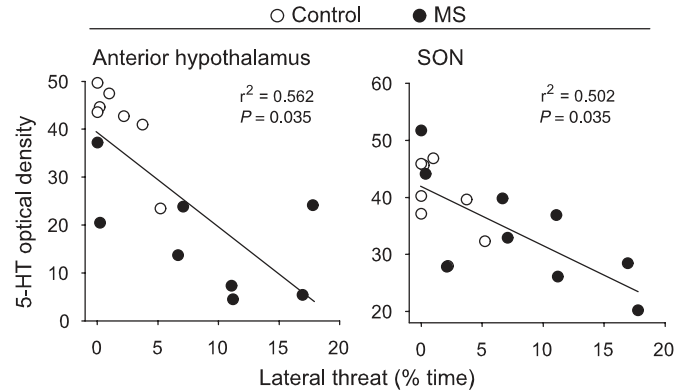 Control MS
Anterior hypothalamus
SON
r² = 0.562
P = 0.035
r² = 0.502
P = 0.035
5-HT optical density
50
40
30
20
10
0
60
50
40
30
20
0 5 10 15 20
0 5 10 15 20
Lateral threat (% time)